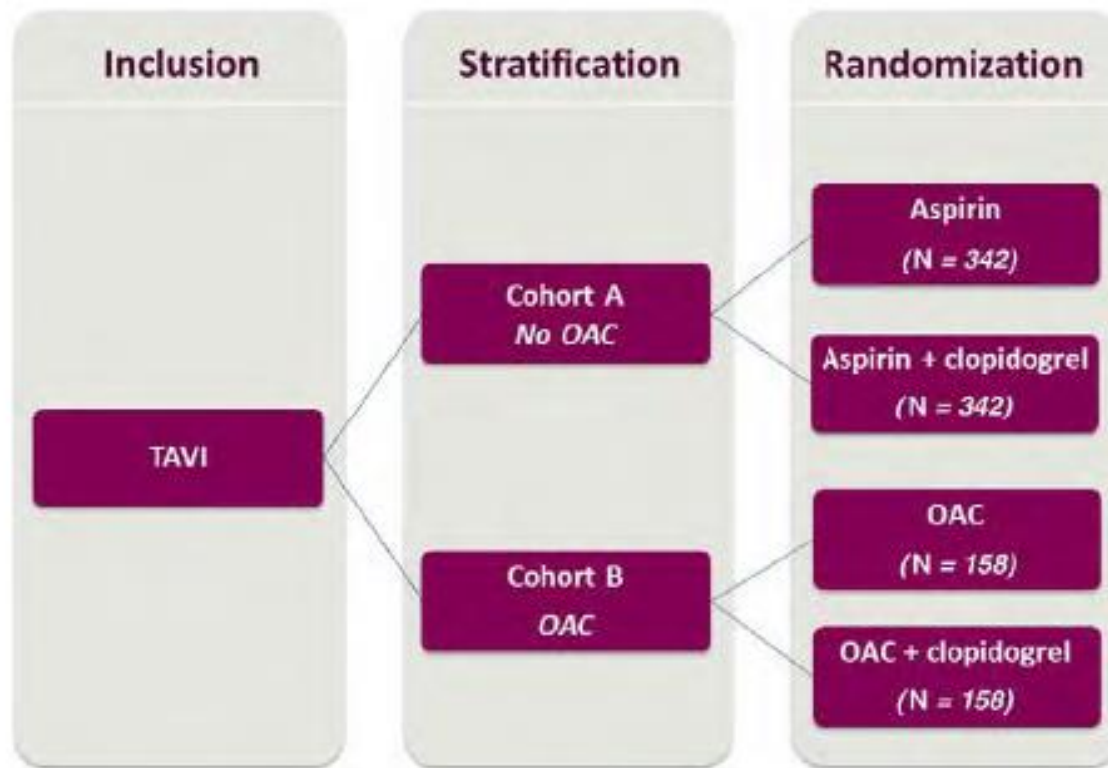 Inclusion
Stratification
Randomization
TAVI
Cohort A
No OAC
Cohort B
OAC
Aspirin
(N = 342)
Aspirin + clopidogrel
(N = 342)
OAC
(N = 158)
OAC + clopidogrel
(N = 158)